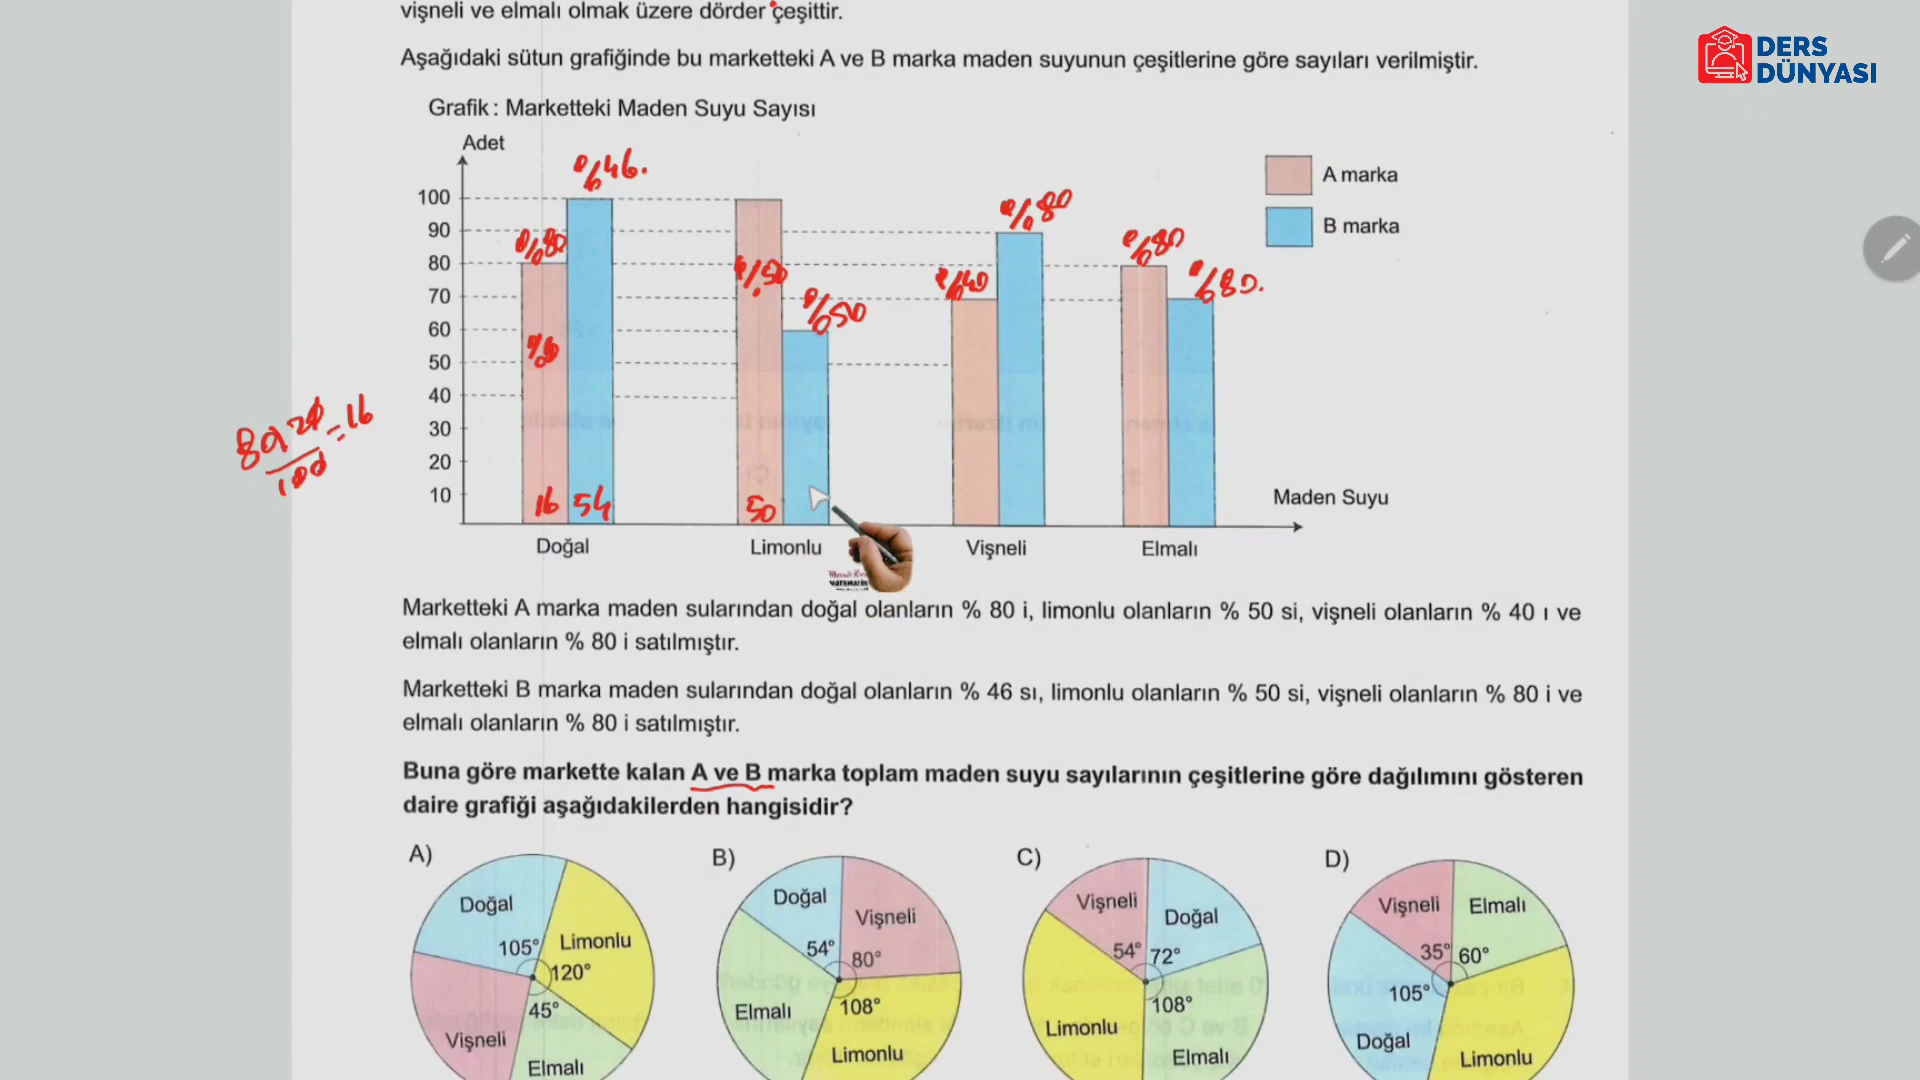 vişneli ve elmalı olmak üzere dörder çeşittir.
DERS
DÜNYASI
Aşağıdaki sütun grafiğinde bu marketteki A ve B marka maden suyunun çeşitlerine göre sayıları verilmiştir.
Grafik : Marketteki Maden Suyu Sayısı
Adet
%46.
A marka
100
%80
90
B marka
%80
%80
80
%50
%40
%80.
70
%50
60
50
40
80.20/100=16
30
20
10
16 54
50
Maden Suyu
Doğal Limonlu Vişneli Elmalı
Marketteki A marka maden sularından doğal olanların % 80 i, limonlu olanların % 50 si, vişneli olanların % 40 ı ve
elmalı olanların % 80 i satılmıştır.
Marketteki B marka maden sularından doğal olanların % 46 sı, limonlu olanların % 50 si, vişneli olanların % 80 i ve
elmalı olanların % 80 i satılmıştır.
Buna göre markette kalan A ve B marka toplam maden suyu sayılarının çeşitlerine göre dağılımını gösteren
daire grafiği aşağıdakilerden hangisidir?
A)
Doğal
105°
Limonlu
120°
45°
Vişneli
Elmalı
B)
Doğal
Vişneli
54°
80°
Elmalı
108°
Limonlu
C)
Vişneli
Doğal
54° 72°
108°
Limonlu
Elmalı
D)
Vişneli
Elmalı
35° 60°
105°
Doğal
Limonlu